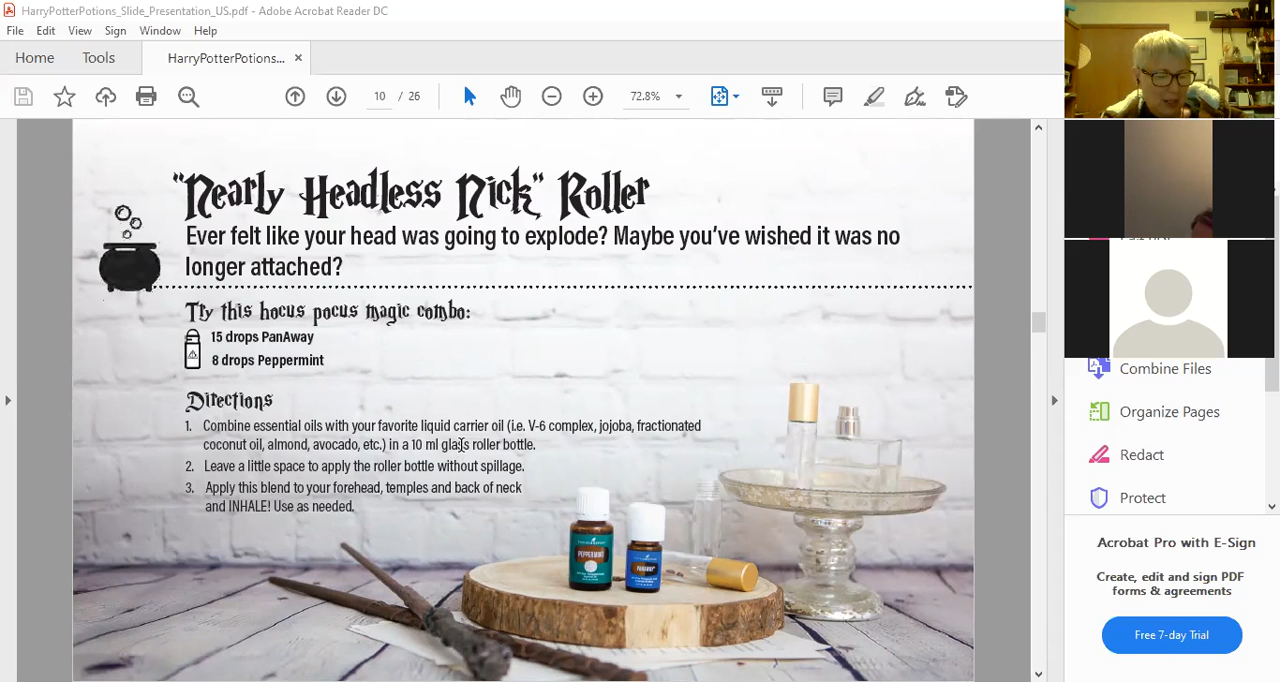 HarryPotterPotions_Slide_Presentation_US.pdf - Adobe Acrobat Reader DC
File Edit View Sign Window Help
Home Tools HarryPotterPotions... ×
10 / 26 72.8%
"Nearly Headless Nick" Roller
Ever felt like your head was going to explode? Maybe you've wished it was no
longer attached?
Try this hocus pocus magic combo:
15 drops PanAway
8 drops Peppermint
Directions
1. Combine essential oils with your favorite liquid carrier oil (i.e. V-6 complex, jojoba, fractionated
coconut oil, almond, avocado, etc.) in a 10 ml glass roller bottle.
2. Leave a little space to apply the roller bottle without spillage.
3. Apply this blend to your forehead, temples and back of neck
and INHALE! Use as needed.
PEPPERMINT
PANAWAY
Combine Files
Organize Pages
Redact
Protect
Acrobat Pro with E-Sign
Create, edit and sign PDF
forms & agreements
Free 7-day Trial